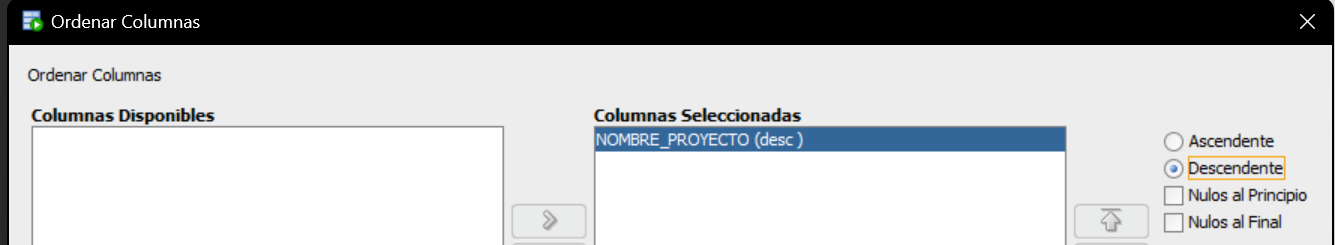 Ordenar Columnas
Ordenar Columnas
Columnas Disponibles
Columnas Seleccionadas
NOMBRE_PROYECTO (desc )
Ascendente
Descendente
Nulos al Principio
Nulos al Final